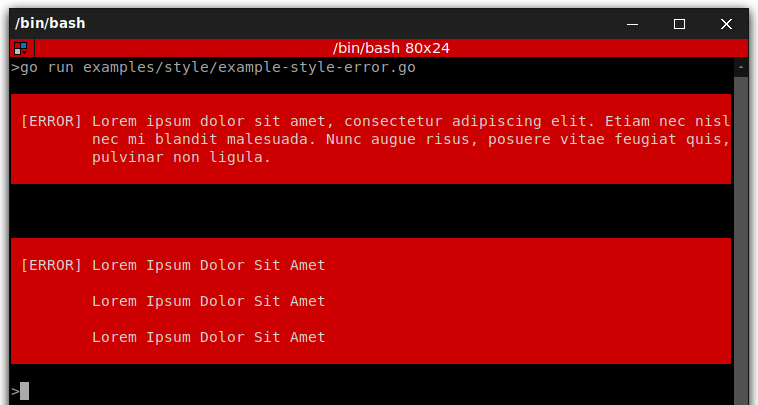 /bin/bash
/bin/bash 80x24
>go run examples/style/example-style-error.go
[ERROR] Lorem ipsum dolor sit amet, consectetur adipiscing elit. Etiam nec nisl
nec mi blandit malesuada. Nunc augue risus, posuere vitae feugiat quis,
pulvinar non ligula.
[ERROR] Lorem Ipsum Dolor Sit Amet
Lorem Ipsum Dolor Sit Amet
Lorem Ipsum Dolor Sit Amet
>